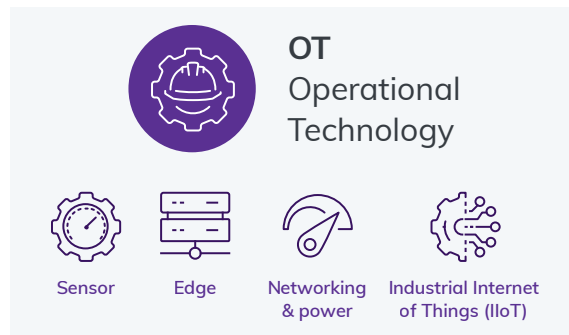 OT
Operational
Technology
Sensor
Edge
Networking
& power
Industrial Internet
of Things (IIoT)